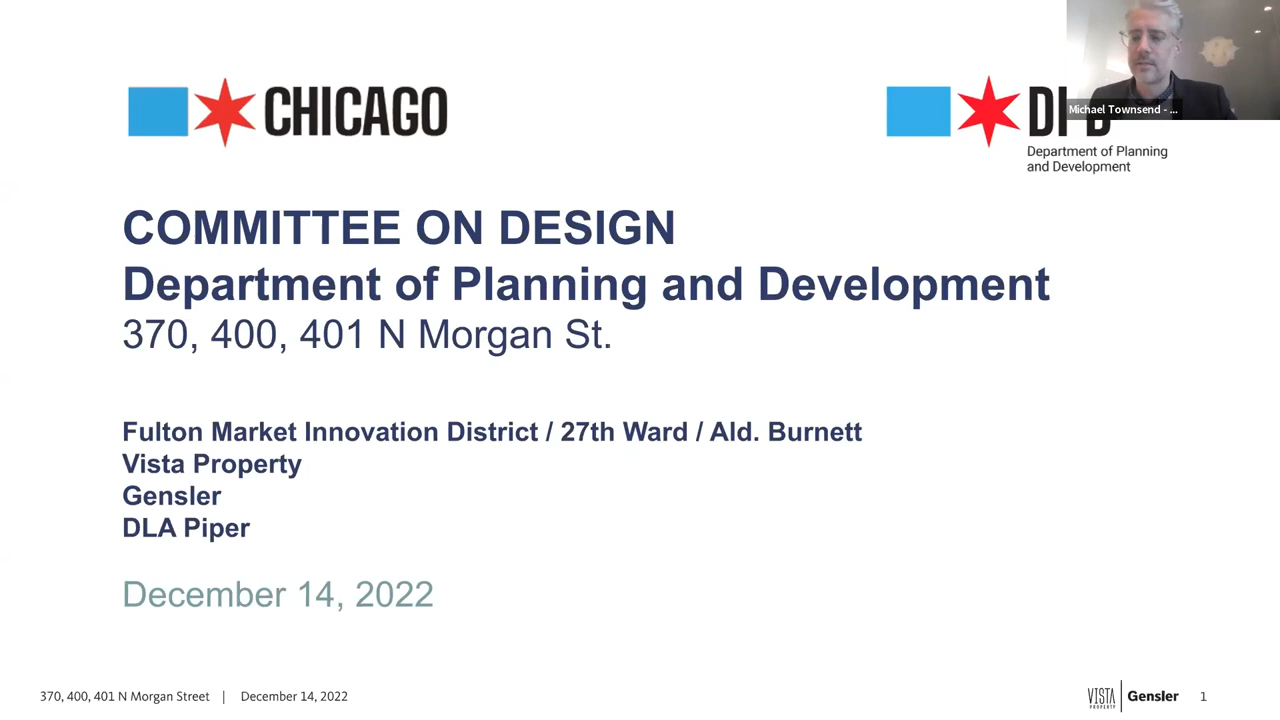 CHICAGO
Michael Townsend - ...
Department of Planning
and Development
COMMITTEE ON DESIGN
Department of Planning and Development
370, 400, 401 N Morgan St.
Fulton Market Innovation District / 27th Ward / Ald. Burnett
Vista Property
Gensler
DLA Piper
December 14, 2022
370, 400, 401 N Morgan Street | December 14, 2022
VISTA PROPERTY | Gensler 1